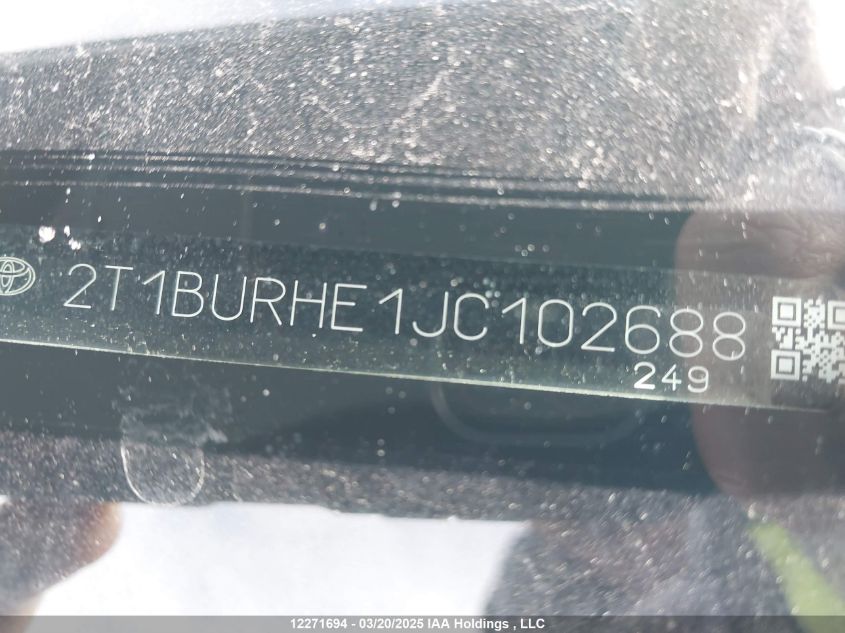 2T1BURHE1JC102688
249
12271694 - 03/20/2025 IAA Holdings , LLC